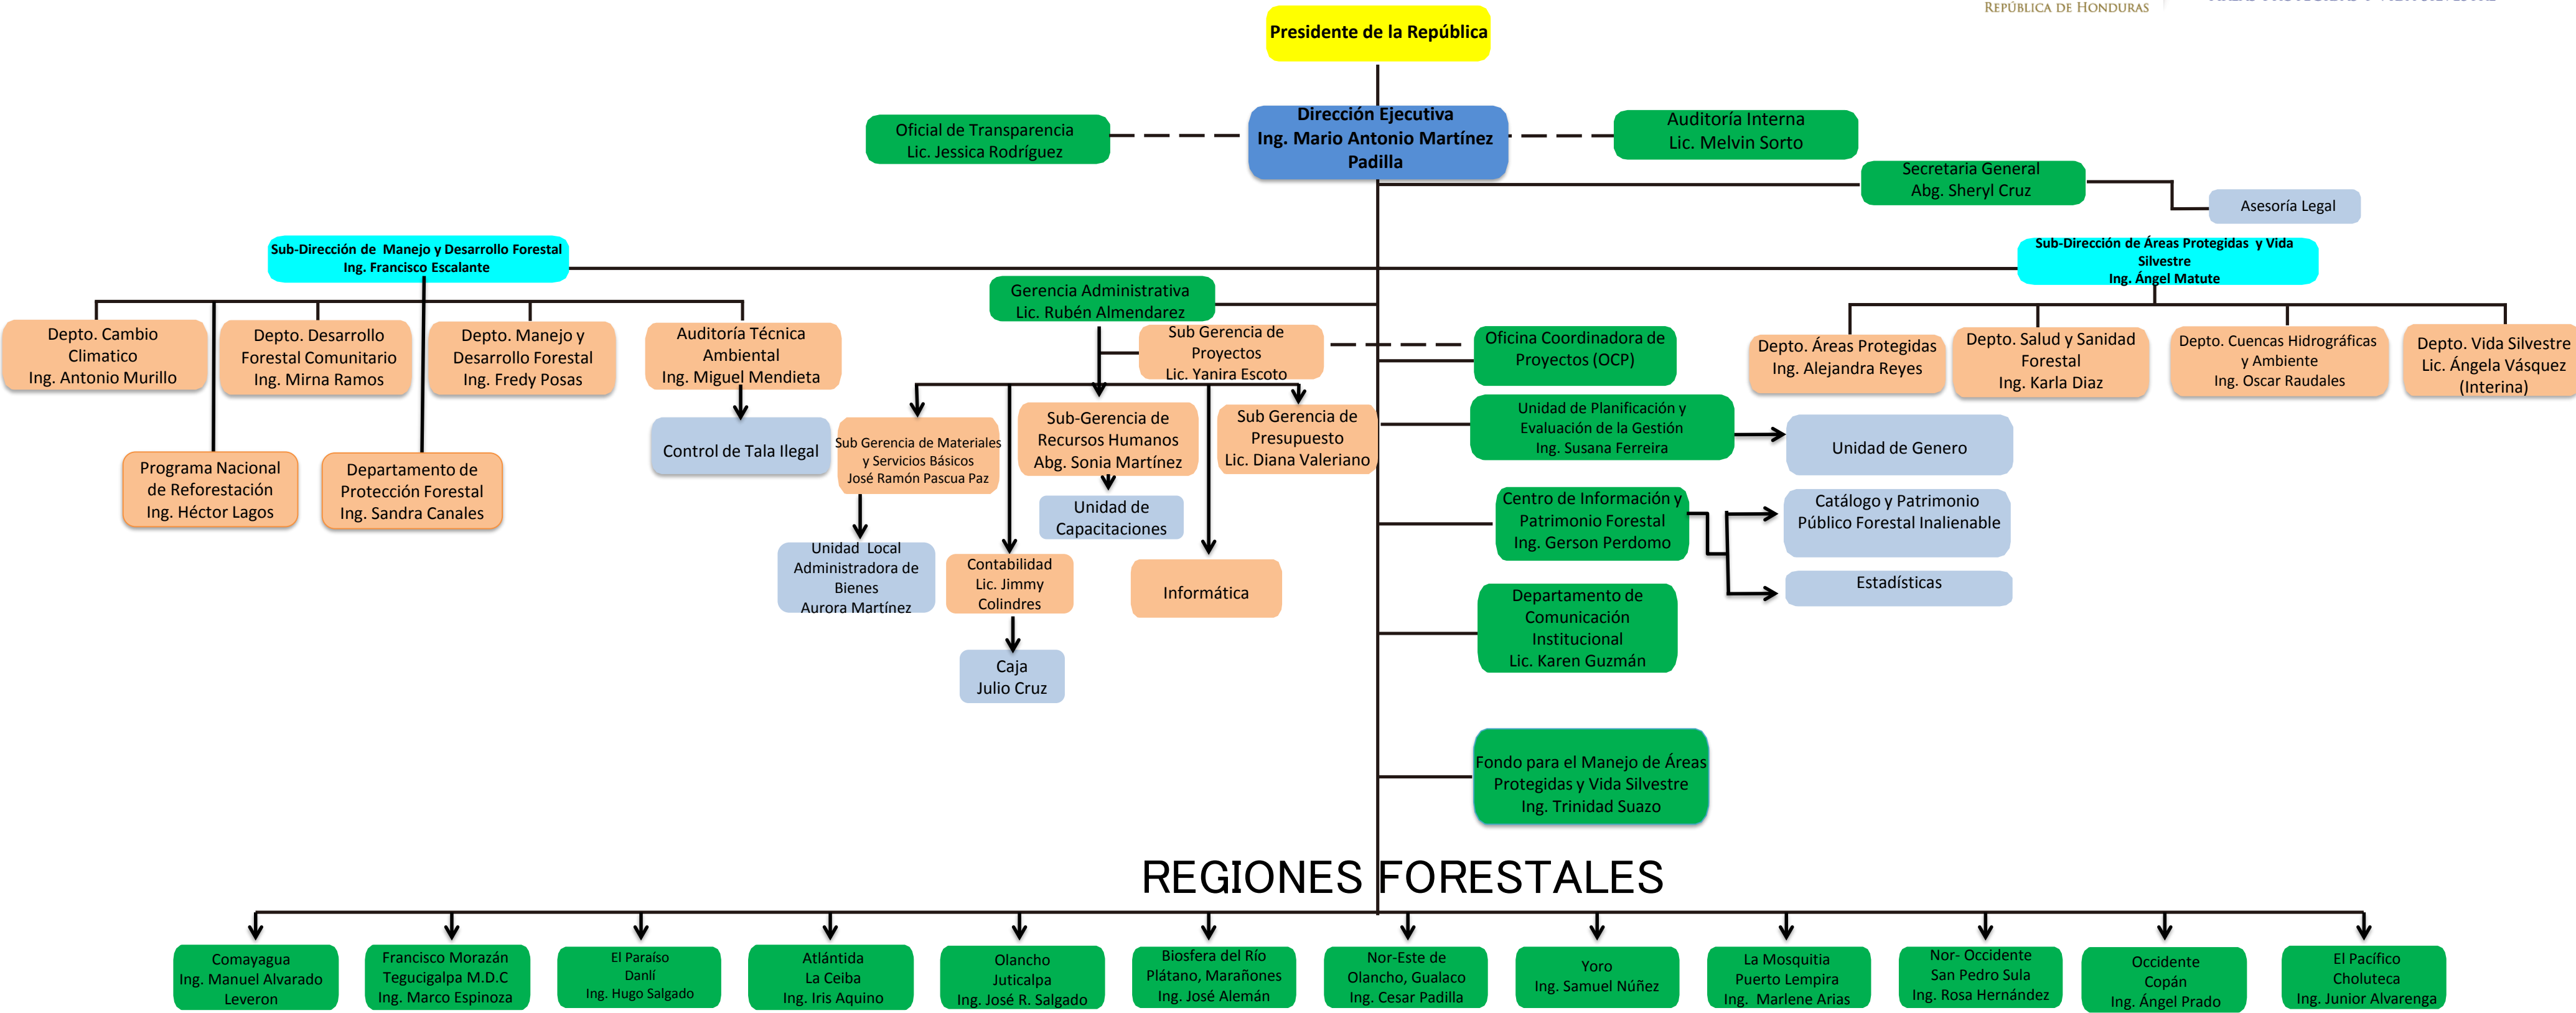 REPÚBLICA DE HONDURAS
Presidente de la República
Dirección Ejecutiva
Ing. Mario Antonio Martínez
Padilla
Oficial de Transparencia
Lic. Jessica Rodríguez
Auditoría Interna
Lic. Melvin Sorto
Secretaria General
Abg. Sheryl Cruz
Asesoría Legal
Sub-Dirección de Manejo y Desarrollo Forestal
Ing. Francisco Escalante
Sub-Dirección de Áreas Protegidas y Vida
Silvestre
Ing. Ángel Matute
Gerencia Administrativa
Lic. Rubén Almendarez
Depto. Cambio
Climatico
Ing. Antonio Murillo
Depto. Desarrollo
Forestal Comunitario
Ing. Mirna Ramos
Depto. Manejo y
Desarrollo Forestal
Ing. Fredy Posas
Auditoría Técnica
Ambiental
Ing. Miguel Mendieta
Sub Gerencia de
Proyectos
Lic. Yanira Escoto
Oficina Coordinadora de
Proyectos (OCP)
Depto. Áreas Protegidas
Ing. Alejandra Reyes
Depto. Salud y Sanidad
Forestal
Ing. Karla Diaz
Depto. Cuencas Hidrográficas
y Ambiente
Ing. Oscar Raudales
Depto. Vida Silvestre
Lic. Ángela Vásquez
(Interina)
Programa Nacional
de Reforestación
Ing. Héctor Lagos
Departamento de
Protección Forestal
Ing. Sandra Canales
Control de Tala Ilegal
Sub Gerencia de Materiales
y Servicios Básicos
José Ramón Pascua Paz
Sub-Gerencia de
Recursos Humanos
Abg. Sonia Martínez
Sub Gerencia de
Presupuesto
Lic. Diana Valeriano
Unidad de Planificación y
Evaluación de la Gestión
Ing. Susana Ferreira
Unidad de Genero
Unidad de
Capacitaciones
Centro de Información y
Patrimonio Forestal
Ing. Gerson Perdomo
Catálogo y Patrimonio
Público Forestal Inalienable
Estadísticas
Unidad Local
Administradora de
Bienes
Aurora Martínez
Contabilidad
Lic. Jimmy
Colindres
Informática
Departamento de
Comunicación
Institucional
Lic. Karen Guzmán
Caja
Julio Cruz
Fondo para el Manejo de Áreas
Protegidas y Vida Silvestre
Ing. Trinidad Suazo
REGIONES FORESTALES
Comayagua
Ing. Manuel Alvarado
Leveron
Francisco Morazán
Tegucigalpa M.D.C
Ing. Marco Espinoza
El Paraíso
Danlí
Ing. Hugo Salgado
Atlántida
La Ceiba
Ing. Iris Aquino
Olancho
Juticalpa
Ing. José R. Salgado
Biosfera del Río
Plátano, Marañones
Ing. José Alemán
Nor-Este de
Olancho, Gualaco
Ing. Cesar Padilla
Yoro
Ing. Samuel Núñez
La Mosquitia
Puerto Lempira
Ing. Marlene Arias
Nor- Occidente
San Pedro Sula
Ing. Rosa Hernández
Occidente
Copán
Ing. Ángel Prado
El Pacífico
Choluteca
Ing. Junior Alvarenga